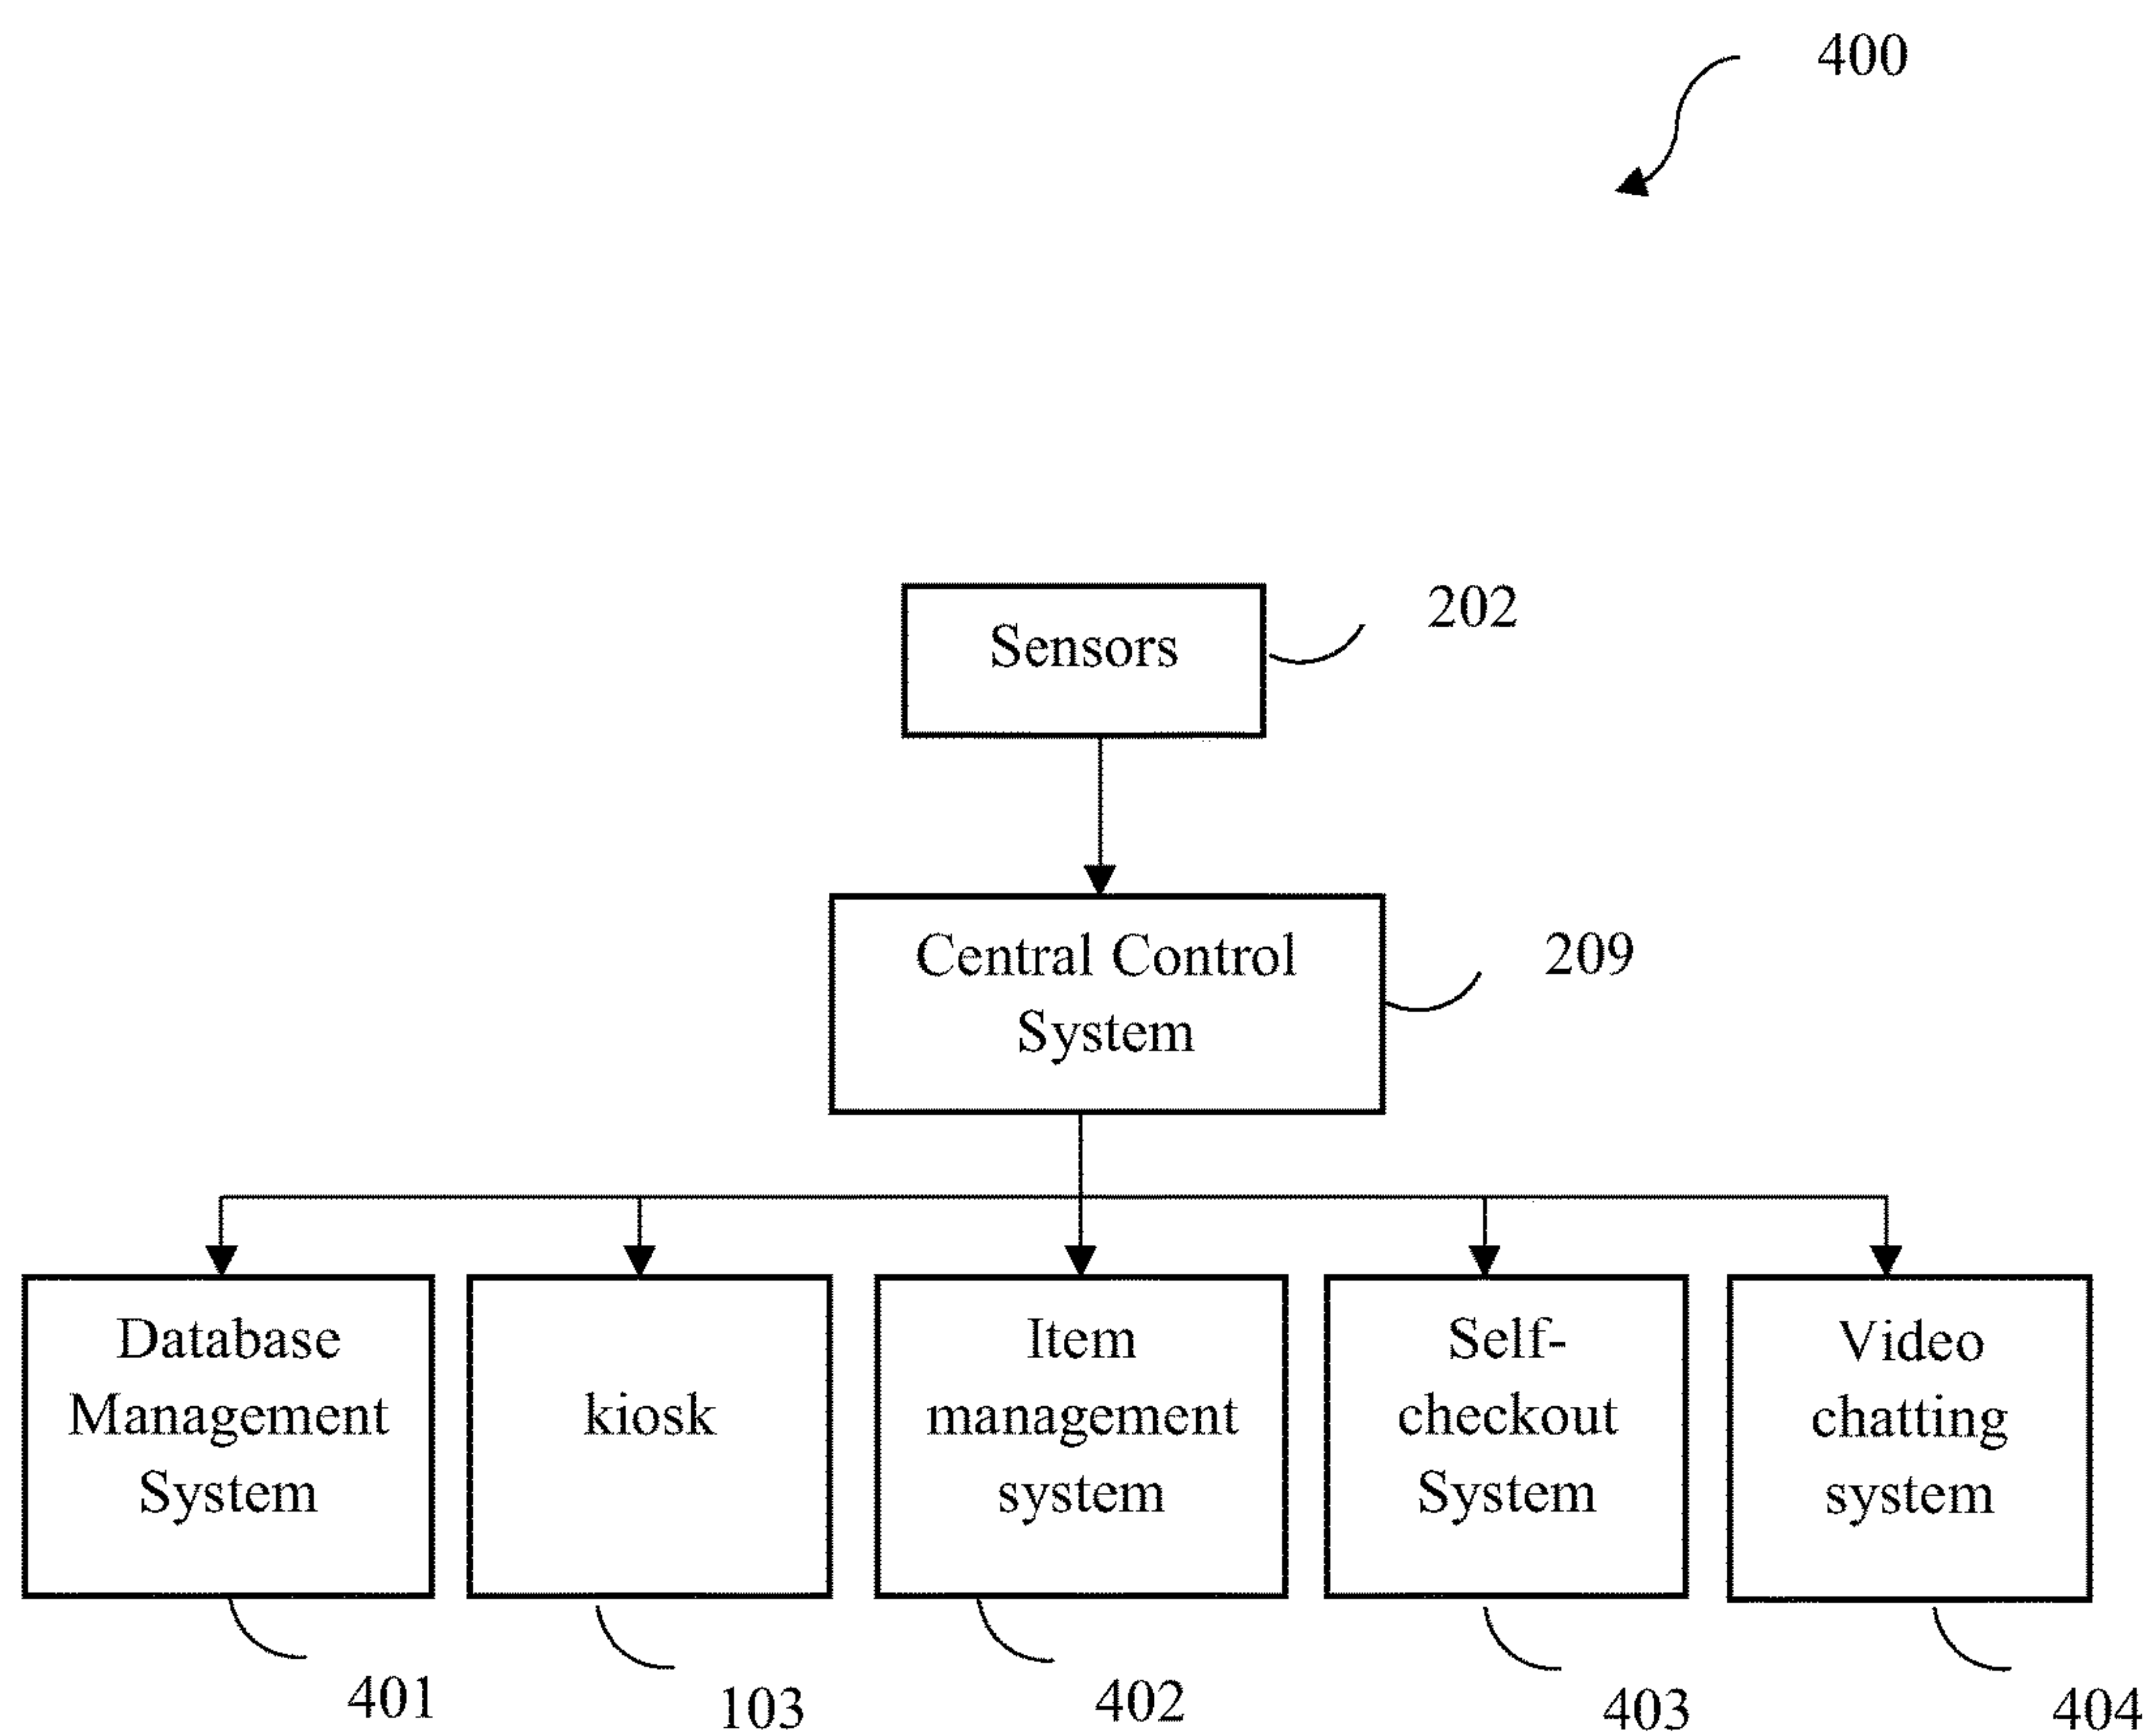 400
Sensors
202
Central Control
System
209
Database
Management
System
kiosk
Item
management
system
Self-
checkout
System
Video
chatting
system
401
103
402
403
404